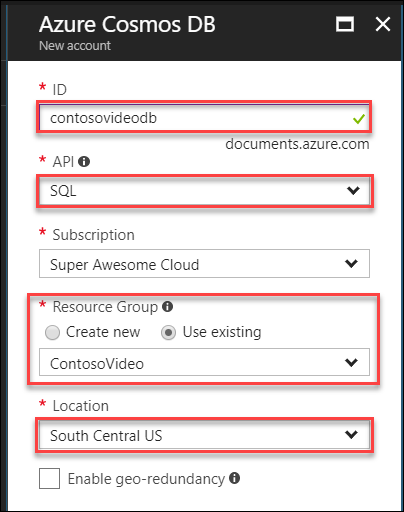 Azure Cosmos DB
New account
* ID
contosovideodb
documents.azure.com
* API
SQL
* Subscription
Super Awesome Cloud
* Resource Group
Create new Use existing
ContosoVideo
* Location
South Central US
Enable geo-redundancy